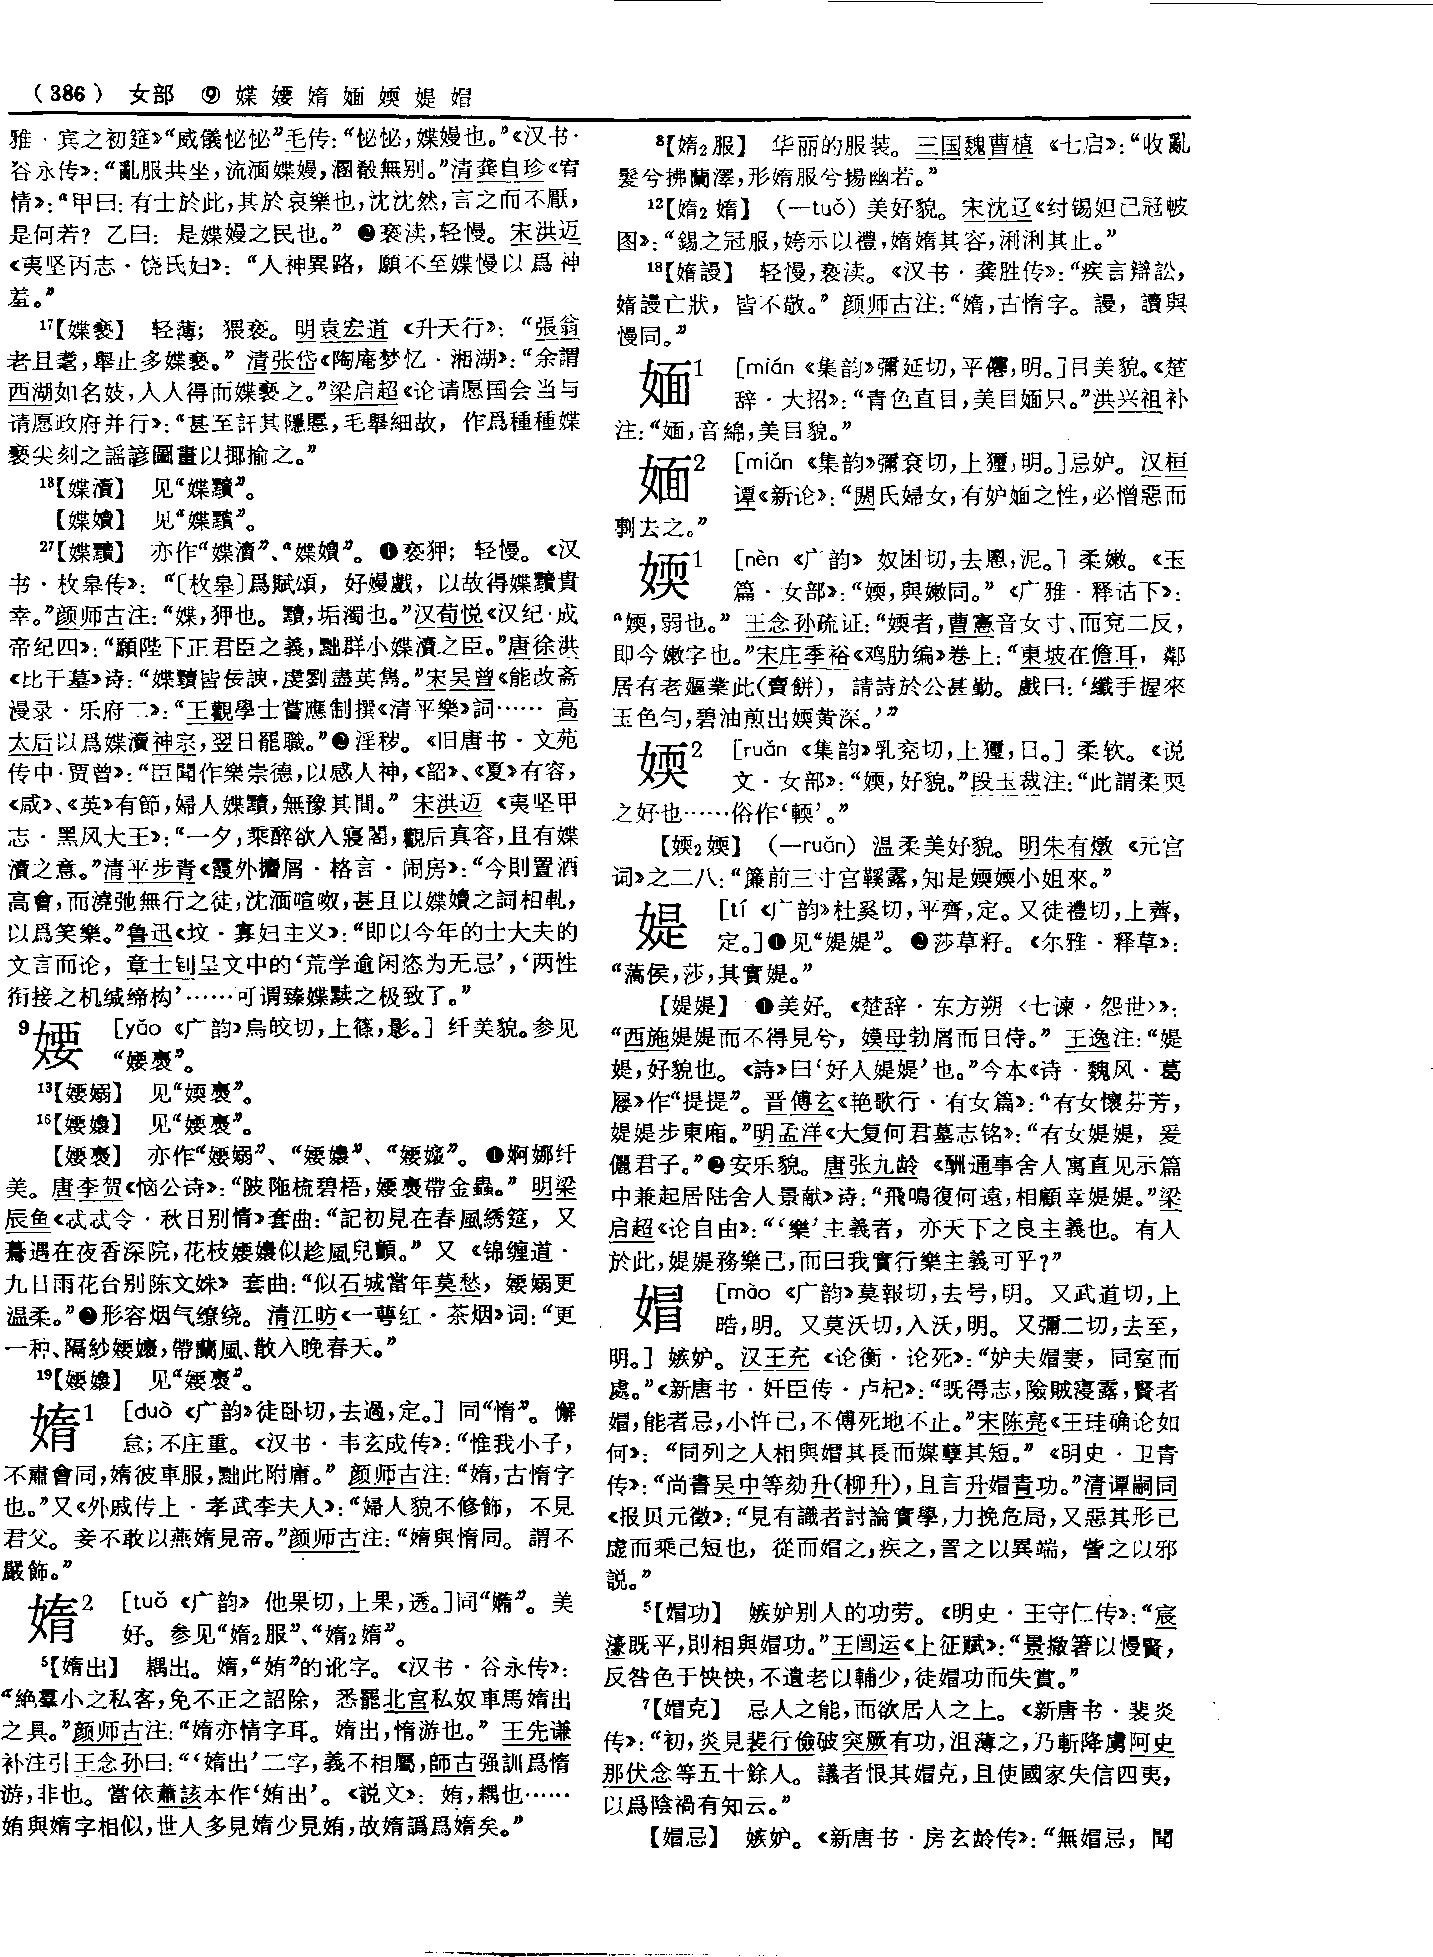 （386） 女部 ⑨ 媟 婹 媠 婳 媆 媞 媢
雅·宾之初筵》“威儀怭怭”毛传：“怭怭，媟嫚也。”《汉书·
谷永传》：“亂服共坐，流湎媟嫚，溷殽無别。”清龚自珍《宥
情》：“甲曰：有士於此，其於哀樂也，沈沈然，言之而不厭，
是何若？乙曰：是媟嫚之民也。”❷亵渎，轻慢。宋洪迈
《夷坚丙志·饶氏妇》：“人神異路，願不至媟慢以爲神
羞。”
17【媟褻】 轻薄；猥亵。明袁宏道《升天行》：“張翁
老且耄，舉止多媟褻。”清张岱《陶庵梦忆·湘湖》：“余謂
西湖如名妓，人人得而媟褻之。”梁启超《论请愿国会当与
请愿政府并行》：“甚至訐其隱慝，毛舉細故，作爲種種媟
褻尖刻之謡諺圖畫以揶揄之。”
18【媟瀆】 见“媟黷”。
【媟嬻】 见“媟黷”。
27【媟黷】 亦作“媟瀆”、“媟嬻”。❶亵狎；轻慢。《汉
书·枚皋传》：“〔枚皋〕爲賦頌，好嫚戲，以故得媟黷貴
幸。”颜师古注：“媟，狎也。黷，垢濁也。”汉荀悦《汉纪·成
帝纪四》：“願陛下正君臣之義，黜群小媟瀆之臣。”唐徐洪
《比干墓》诗：“媟黷皆佞諛，虔劉盡英雋。”宋吴曾《能改斋
漫录·乐府二》：“王觀學士嘗應制撰《清平樂》詞……高
太后以爲媟瀆神宗，翌日罷職。”❷淫秽。《旧唐书·文苑
传中·贾曾》：“臣聞作樂崇德，以感人神，《韶》、《夏》有容，
《咸》、《英》有節，婦人媟黷，無豫其間。”宋洪迈《夷坚甲
志·黑风大王》：“一夕，乘醉欲入寢閣，觀后真容，且有媟
瀆之意。”清平步青《霞外攟屑·格言·闹房》：“今則置酒
高會，而澆弛無行之徒，沈湎喧呶，甚且以媟嬻之詞相軋，
以爲笑樂。”鲁迅《坟·寡妇主义》：“即以今年的士大夫的
文言而论，章士钊呈文中的‘荒学逾闲恣为无忌’，‘两性
衔接之机缄缔构’……可谓臻媟黩之极致了。”
9婹 ［yǎo《广韵》烏皎切，上篠，影。］纤美貌。参见
“婹褭”。
13【婹嫋】 见“婹褭”。
16【婹嬝】 见“婹褭”。
【婹褭】 亦作“婹嫋”、“婹嬝”、“婹嬝”。❶婀娜纤
美。唐李贺《恼公诗》：“陂陁梳碧梧，婹褭帶金蟲。”明梁
辰鱼《忒忒令·秋日别情》套曲：“記初見在春風綉筵，又
驀遇在夜香深院，花枝婹嬝似趁風兒顫。”又《锦缠道·
九日雨花台别陈文姝》套曲：“似石城當年莫愁，婹嫋更
温柔。”❷形容烟气缭绕。清江昉《一萼红·茶烟》词：“更
一种、隔紗婹嬝，帶蘭風、散入晚春天。”
19【婹嬝】 见“婹褭”。
媠1 ［duò《广韵》徒卧切，去過，定。］同“惰”。懈
怠；不庄重。《汉书·韦玄成传》：“惟我小子，
不肅會同，媠彼車服，黜此附庸。”颜师古注：“媠，古惰字
也。”又《外戚传上·孝武李夫人》：“婦人貌不修飾，不見
君父。妾不敢以燕媠見帝。”颜师古注：“媠與惰同。謂不
嚴飾。”
媠2 ［tuǒ《广韵》他果切，上果，透。］同“嫷”。美
好。参见“媠2服”、“媠2媠”。
5【媠出】 耦出。媠，“姷”的讹字。《汉书·谷永传》：
“絶羣小之私客，免不正之詔除，悉罷北宫私奴車馬媠出
之具。”颜师古注：“媠亦惰字耳。媠出，惰游也。”王先谦
补注引王念孙曰：“‘媠出’二字，義不相屬，師古强訓爲惰
游，非也。當依蕭該本作‘姷出’。《説文》：姷，耦也……
姷與媠字相似，世人多見媠少見姷，故姷譌爲媠矣。”
8【媠2服】 华丽的服装。三国魏曹植《七启》：“收亂
髮兮拂蘭澤，形媠服兮揚幽若。”
12【媠2媠】（—tuǒ）美好貌。宋沈辽《纣锡妲己冠帔
图》：“錫之冠服，姱示以禮，媠媠其容，浰浰其止。”
18【媠謾】 轻慢，亵渎。《汉书·龚胜传》：“疾言辯訟，
媠謾亡狀，皆不敬。”颜师古注：“媠，古惰字。謾，讀與
慢同。”
婳1 ［mián《集韵》彌延切，平僊，明。］目美貌。《楚
辞·大招》：“青色直目，美目媔只。”洪兴祖补
注：“媔，音綿，美目貌。”
媔2 ［miǎn《集韵》彌兖切，上獮，明。］忌妒。汉桓
谭《新论》：“閼氏婦女，有妒媔之性，必憎惡而
剸去之。”
媆1 ［nèn《广韵》奴困切，去慁，泥。］柔嫩。《玉
篇·女部》：“媆，與嫩同。”《广雅·释诂下》：
“媆，弱也。”王念孙疏证：“媆者，曹憲音女寸、而兖二反，
即今嫩字也。”宋庄季裕《鸡肋编》卷上：“東坡在儋耳，鄰
居有老嫗業此（賣餅），請詩於公甚勤。戲曰：‘纖手搓來
玉色匀，碧油煎出媆黄深。’”
媆2 ［ruǎn《集韵》乳兖切，上獮，日。］柔软。《说
文·女部》：“媆，好貌。”段玉裁注：“此謂柔耎
之好也……俗作‘輭’。”
【媆2媆】（—ruǎn）温柔美好貌。明朱有燉《元宫
词》之二八：“簾前三寸宫鞵露，知是媆媆小姐來。”
媞 ［tí《广韵》杜奚切，平齊，定。又徒禮切，上薺，
定。］❶见“媞媞”。❷莎草籽。《尔雅·释草》：
“薃侯，莎，其實媞。”
【媞媞】 ❶美好。《楚辞·东方朔〈七谏·怨世〉》：
“西施媞媞而不得見兮，嫫母勃屑而日侍。”王逸注：“媞
媞，好貌也。《詩》曰‘好人媞媞’也。”今本《诗·魏风·葛
屦》作“提提”。晋傅玄《艳歌行·有女篇》：“有女懷芬芳，
媞媞步東廂。”明孟洋《大复何君墓志铭》：“有女媞媞，爰
儷君子。”❷安乐貌。唐张九龄《酬通事舍人寓直见示篇
中兼起居陆舍人景献》诗：“飛鳴復何遠，相顧幸媞媞。”梁
启超《论自由》：“‘樂’主義者，亦天下之良主義也。有人
於此，媞媞務樂己，而曰我實行樂主義可乎？”
媢 ［mào《广韵》莫報切，去号，明。又武道切，上
晧，明。又莫沃切，入沃，明。又彌二切，去至，
明。］嫉妒。汉王充《论衡·论死》：“妒夫媢妻，同室而
處。”《新唐书·奸臣传·卢杞》：“既得志，險賊寖露，賢者
媢，能者忌，小忤己，不傅死地不止。”宋陈亮《王珪确论如
何》：“同列之人相與媢其長而媒孽其短。”《明史·卫青
传》：“尚書吴中等劾升（柳升），且言升媢青功。”清谭嗣同
《报贝元徵》：“見有識者討論實學，力挽危局，又惡其形己
虚而乘己短也，從而媢之，疾之，詈之以異端，訾之以邪
説。”
5【媢功】 嫉妒别人的功劳。《明史·王守仁传》：“宸
濠既平，則相與媢功。”王闿运《上征赋》：“景撤箸以慢賢，
反咎色于怏怏，不遺老以輔少，徒媢功而失賞。”
7【媢克】 忌人之能，而欲居人之上。《新唐书·裴炎
传》：“初，炎見裴行儉破突厥有功，沮薄之，乃斬降虜阿史
那伏念等五十餘人。議者恨其媢克，且使國家失信四夷，
以爲陰禍有知云。”
【媢忌】 嫉妒。《新唐书·房玄龄传》：“無媢忌，聞